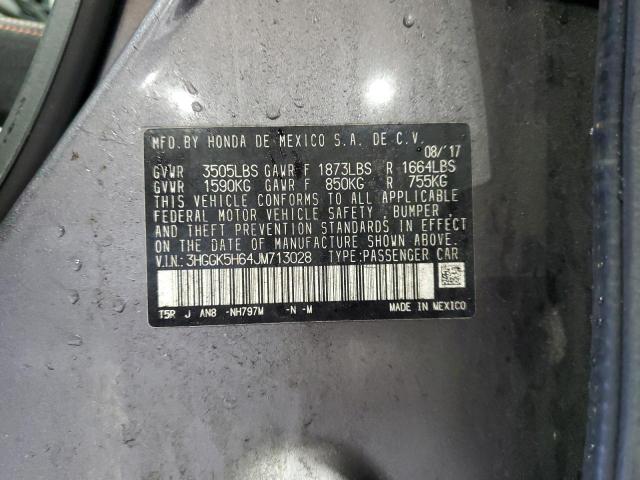 MFD. BY HONDA DE MEXICO S.A. DE C.V.
08/'17
GVWR 3505LBS GAWR F 1873LBS R 1664LBS
GVWR 1590KG GAWR F 850KG R 755KG
THIS VEHICLE CONFORMS TO ALL APPLICABLE
FEDERAL MOTOR VEHICLE SAFETY , BUMPER ,
AND THEFT PREVENTION STANDARDS IN EFFECT
ON THE DATE OF MANUFACTURE SHOWN ABOVE.
V.I.N.: 3HGGK5H64JM713028 TYPE:PASSENGER CAR
T5R J AN8 -NH797M -N -M MADE IN MEXICO